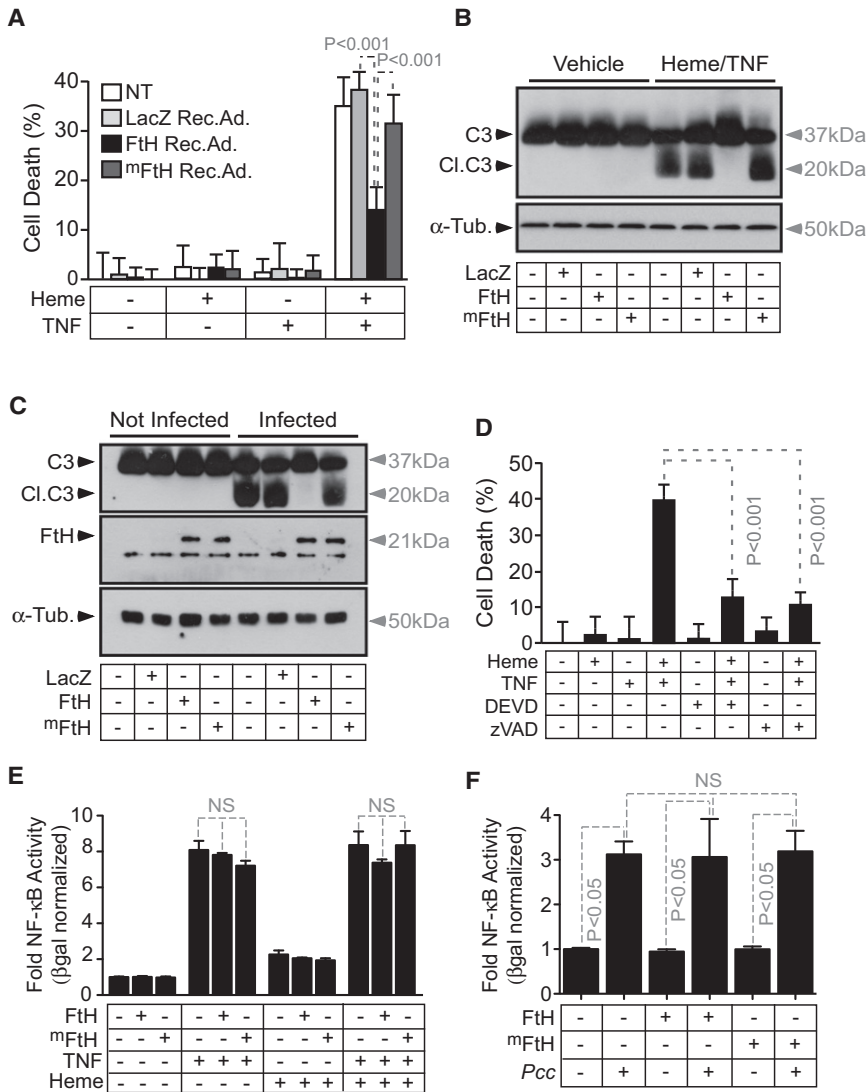 A
P<0.001
P<0.001
Cell Death (%)
40
30
20
10
0
NT
LacZ Rec.Ad.
FtH Rec.Ad.
mFtH Rec.Ad.
Heme - + - +
TNF - - + +
B
Vehicle Heme/TNF
C3 37kDa
Cl.C3 20kDa
α-Tub. 50kDa
LacZ - + - - - + - -
FtH - - + - - - + -
mFtH - - - + - - - +
C
Not Infected Infected
C3 37kDa
Cl.C3 20kDa
FtH 21kDa
α-Tub. 50kDa
LacZ - + - - - + - -
FtH - - + - - - + -
mFtH - - - + - - - +
D
Cell Death (%)
50
40
30
20
10
0
P<0.001
P<0.001
Heme - + - + - + - +
TNF - - + + - + - +
DEVD - - - - + + - -
zVAD - - - - - - + +
E
Fold NF-κB Activity
(βgal normalized)
10
8
6
4
2
0
NS
NS
FtH - + - - + - - + - - + -
mFtH - - + - - + - - + - - +
TNF - - - + + + - - - + + +
Heme - - - - - - + + + + + +
F
Fold NF-κB Activity
(βgal normalized)
4
3
2
1
0
NS
P<0.05
P<0.05
P<0.05
FtH - - + + - -
mFtH - - - - + +
Pcc - + - + - +